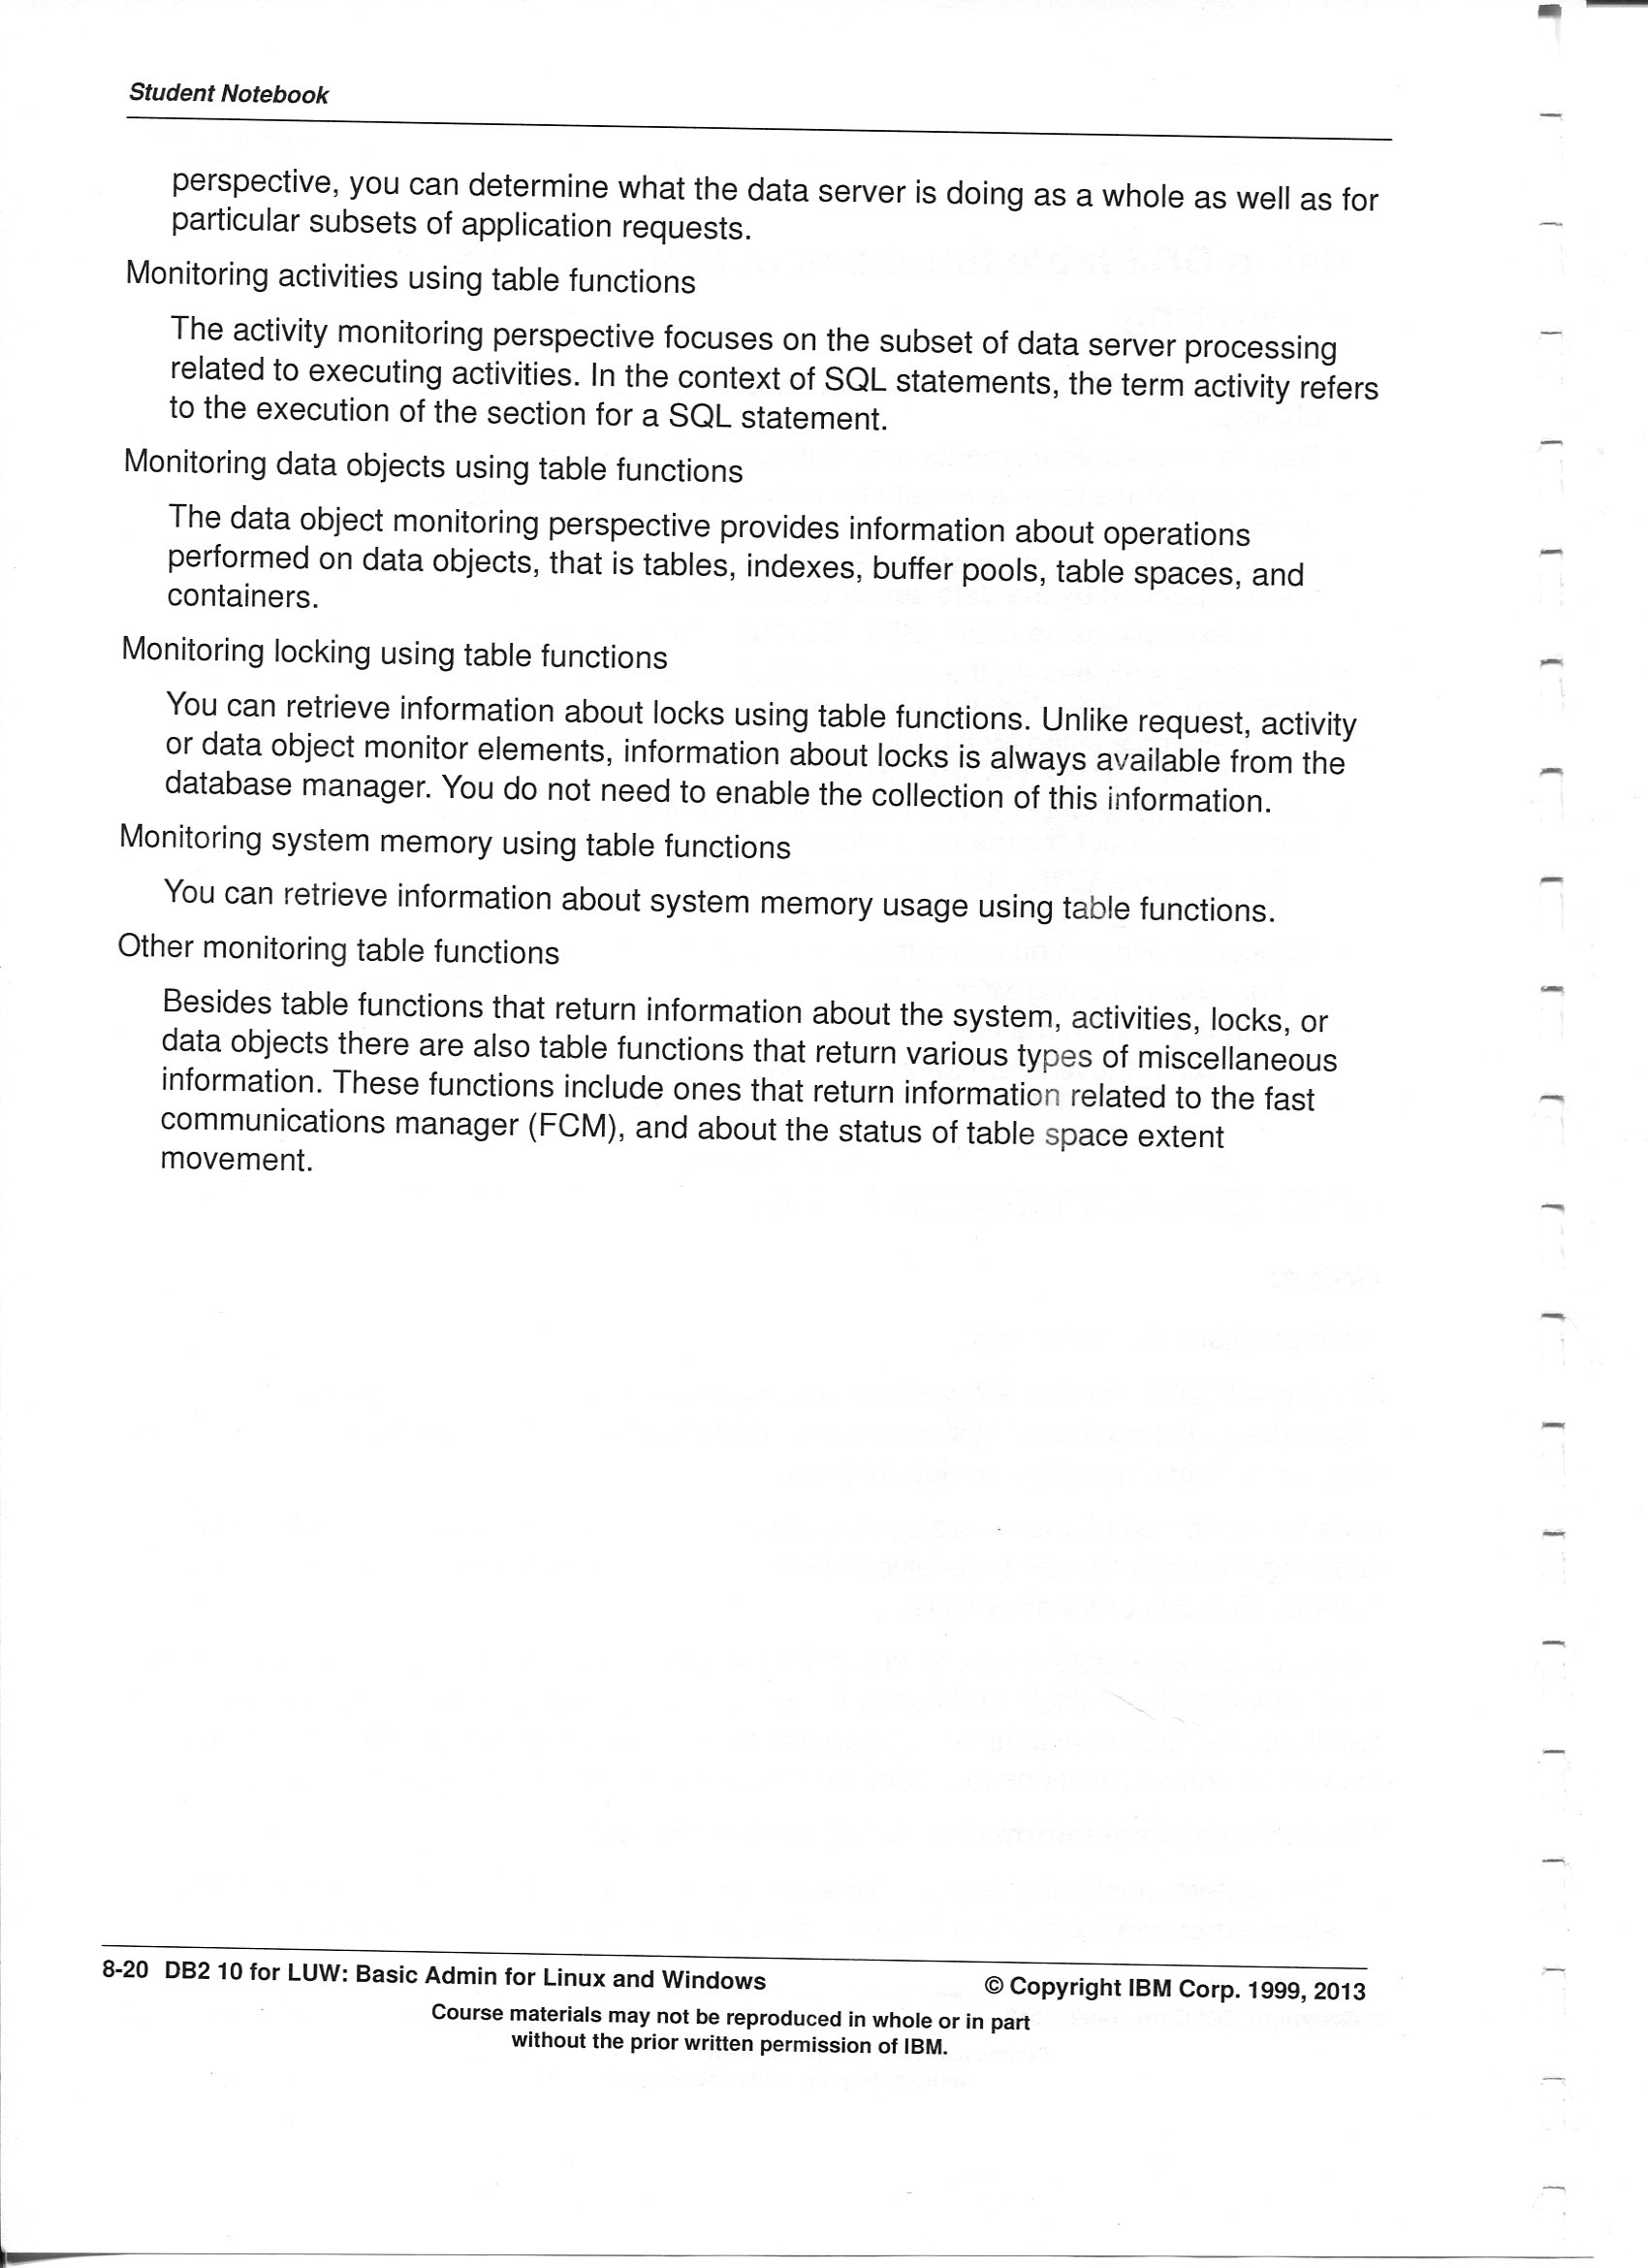 Student Notebook
perspective, you can determine what the data server is doing as a whole as well as for
particular subsets of application requests.
Monitoring activities using table functions
The activity monitoring perspective focuses on the subset of data server processing
related to executing activities. In the context of SQL statements, the term activity refers
to the execution of the section for a SQL statement.
Monitoring data objects using table functions
The data object monitoring perspective provides information about operations
performed on data objects, that is tables, indexes, buffer pools, table spaces, and
containers.
Monitoring locking using table functions
You can retrieve information about locks using table functions. Unlike request, activity
or data object monitor elements, information about locks is always available from the
database manager. You do not need to enable the collection of this information.
Monitoring system memory using table functions
You can retrieve information about system memory usage using table functions.
Other monitoring table functions
Besides table functions that return information about the system, activities, locks, or
data objects there are also table functions that return various types of miscellaneous
information. These functions include ones that return information related to the fast
communications manager (FCM), and about the status of table space extent
movement.
8-20 DB2 10 for LUW: Basic Admin for Linux and Windows © Copyright IBM Corp. 1999, 2013
Course materials may not be reproduced in whole or in part
without the prior written permission of IBM.